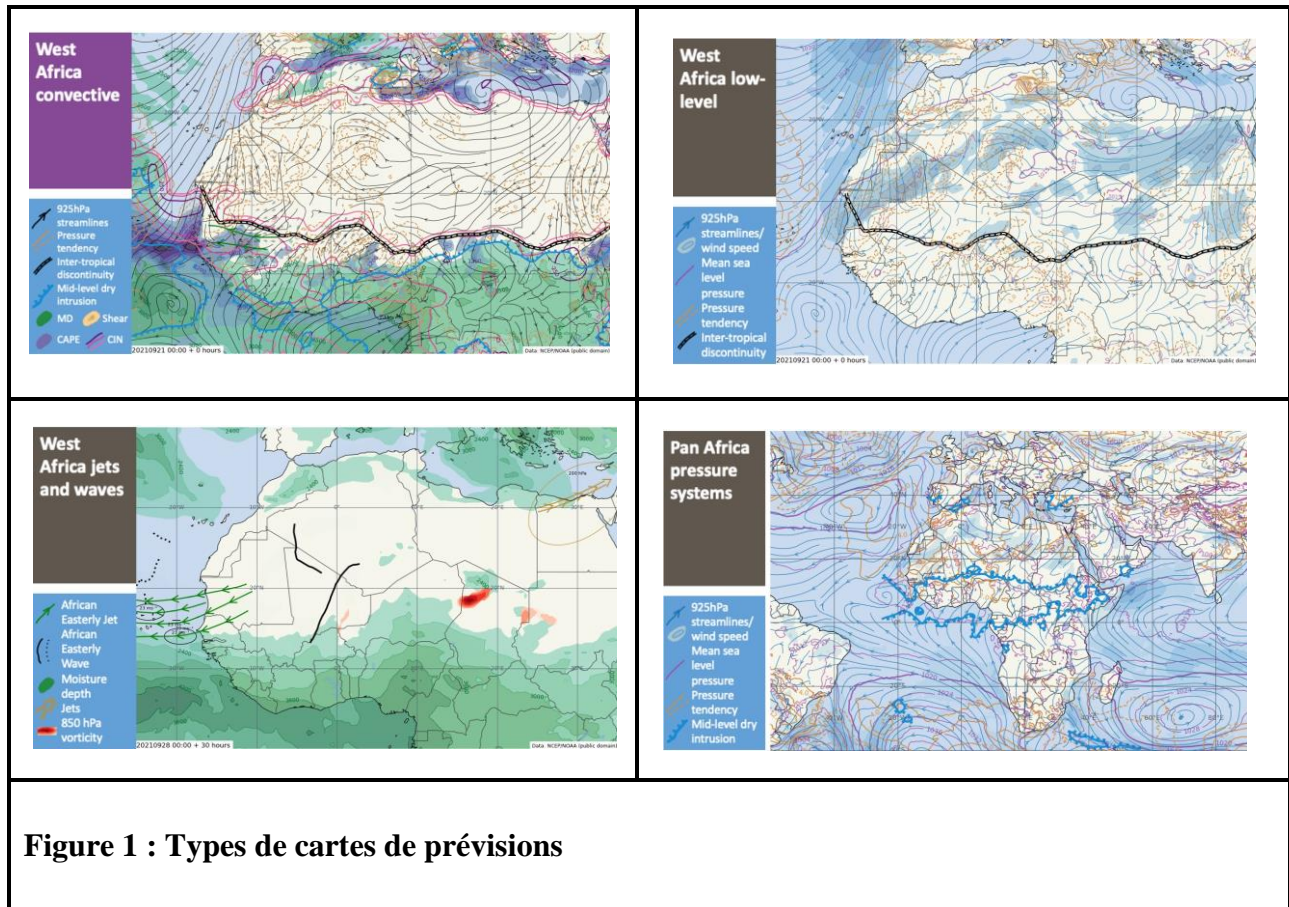 West
Africa
convective
925hPa
streamlines
Pressure
tendency
Inter-tropical
discontinuity
Mid-level dry
intrusion
MD Shear
CAPE CIN
20210921 00:00 + 0 hours
Data: NCEP/NOAA (public domain)
West
Africa low-
level
925hPa
streamlines/
wind speed
Mean sea
level
pressure
Pressure
tendency
Inter-tropical
discontinuity
20210921 00:00 + 0 hours
Data: NCEP/NOAA (public domain)
West
Africa jets
and waves
African
Easterly Jet
African
Easterly
Wave
Moisture
depth
Jets
850 hPa
vorticity
20210928 00:00 + 30 hours
Data: NCEP/NOAA (public domain)
Pan Africa
pressure
systems
925hPa
streamlines/
wind speed
Mean sea
level
pressure
Pressure
tendency
Mid-level dry
intrusion
Figure 1 : Types de cartes de prévisions